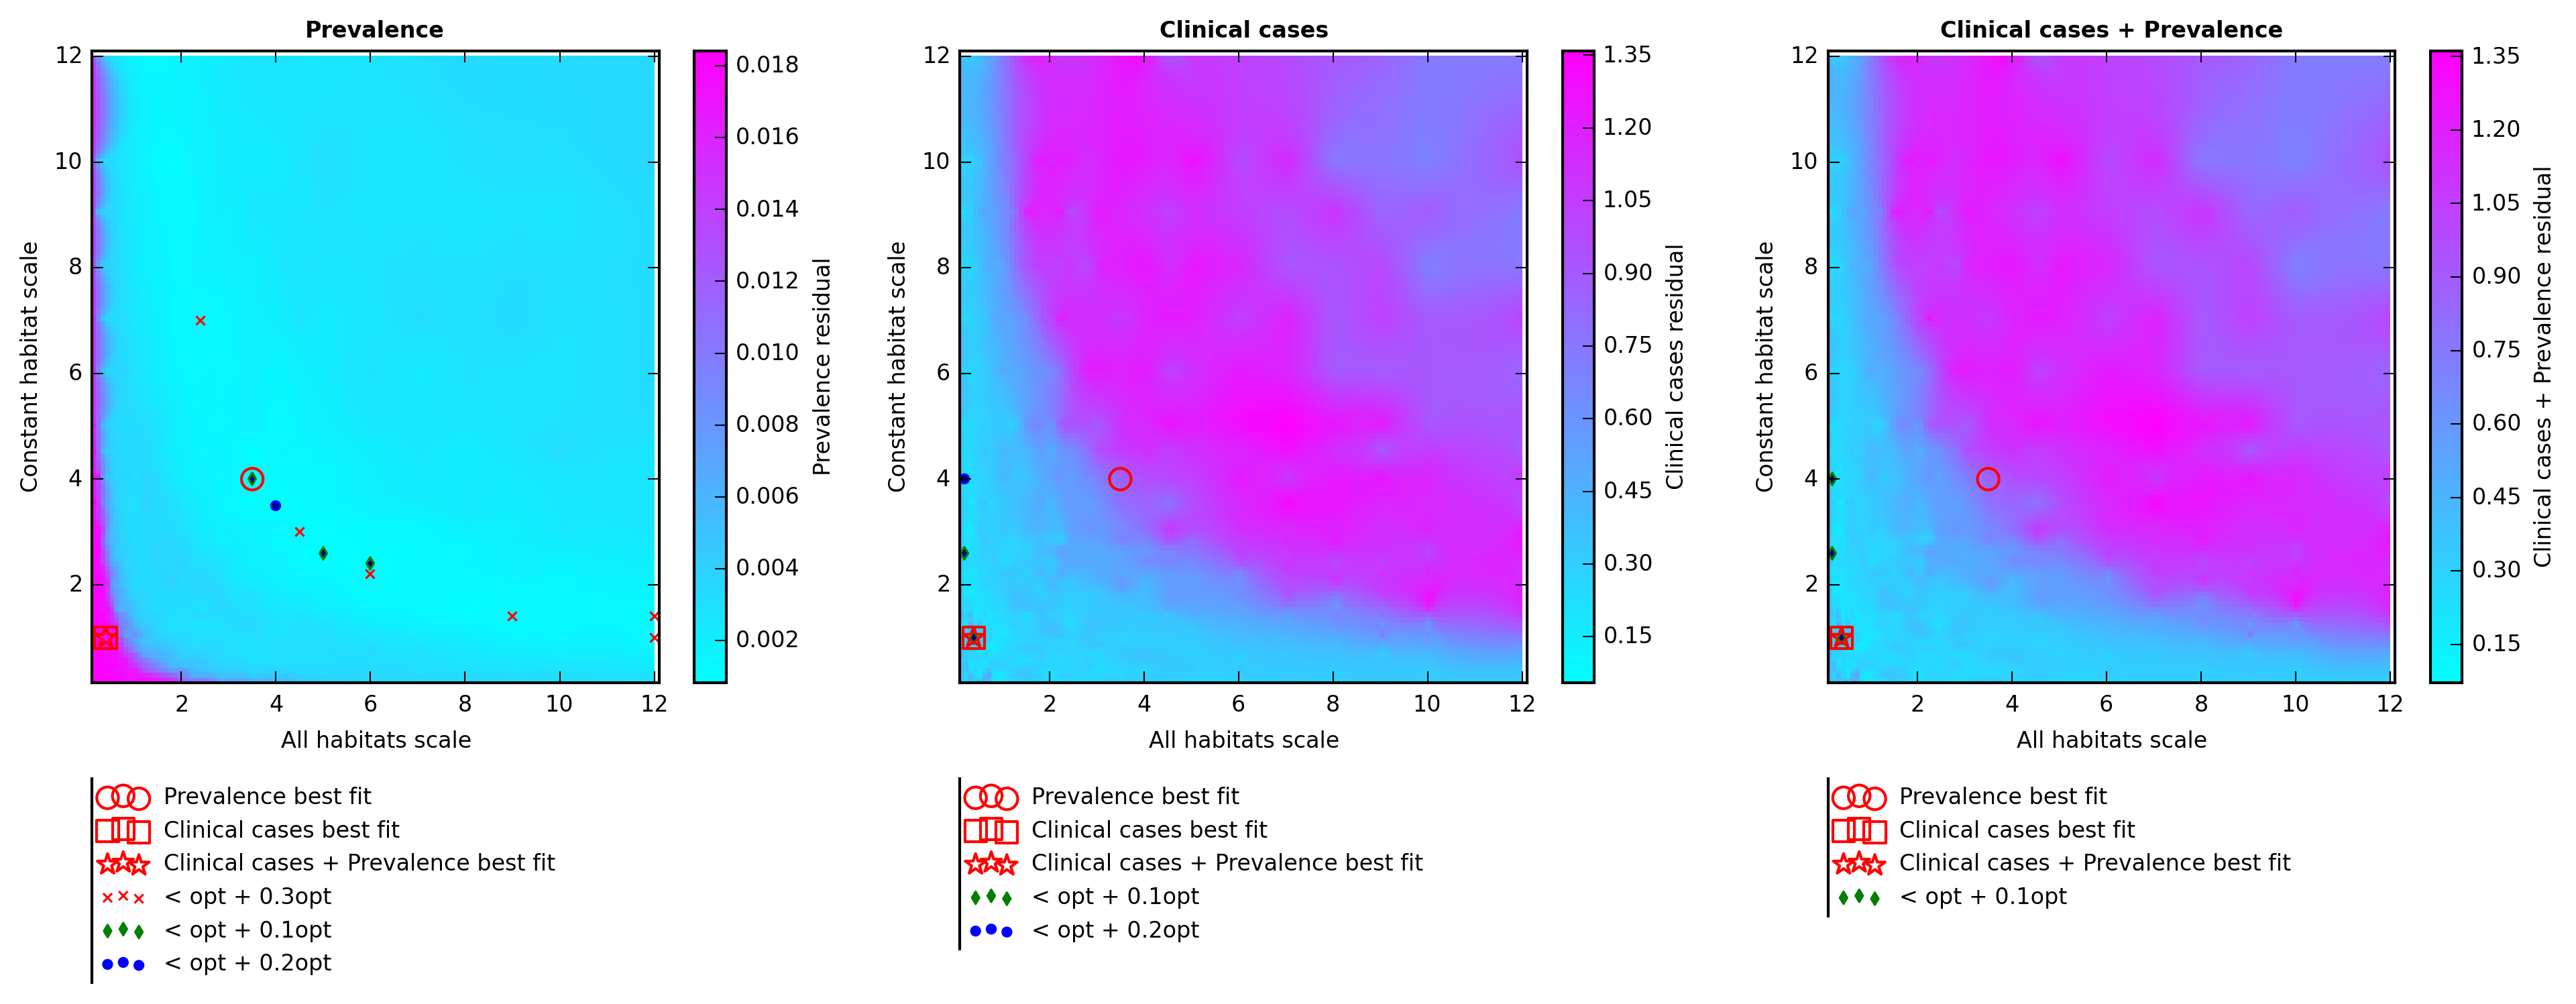 Prevalence
12
10
8
6
4
2
2 4 6 8 10 12
Constant habitat scale
All habitats scale
0.018
0.016
0.014
0.012
0.010
0.008
0.006
0.004
0.002
Prevalence residual
Prevalence best fit
Clinical cases best fit
Clinical cases + Prevalence best fit
< opt + 0.3opt
< opt + 0.1opt
< opt + 0.2opt
Clinical cases
12
10
8
6
4
2
2 4 6 8 10 12
Constant habitat scale
All habitats scale
1.35
1.20
1.05
0.90
0.75
0.60
0.45
0.30
0.15
Clinical cases residual
Prevalence best fit
Clinical cases best fit
Clinical cases + Prevalence best fit
< opt + 0.1opt
< opt + 0.2opt
Clinical cases + Prevalence
12
10
8
6
4
2
2 4 6 8 10 12
Constant habitat scale
All habitats scale
1.35
1.20
1.05
0.90
0.75
0.60
0.45
0.30
0.15
Clinical cases + Prevalence residual
Prevalence best fit
Clinical cases best fit
Clinical cases + Prevalence best fit
< opt + 0.1opt